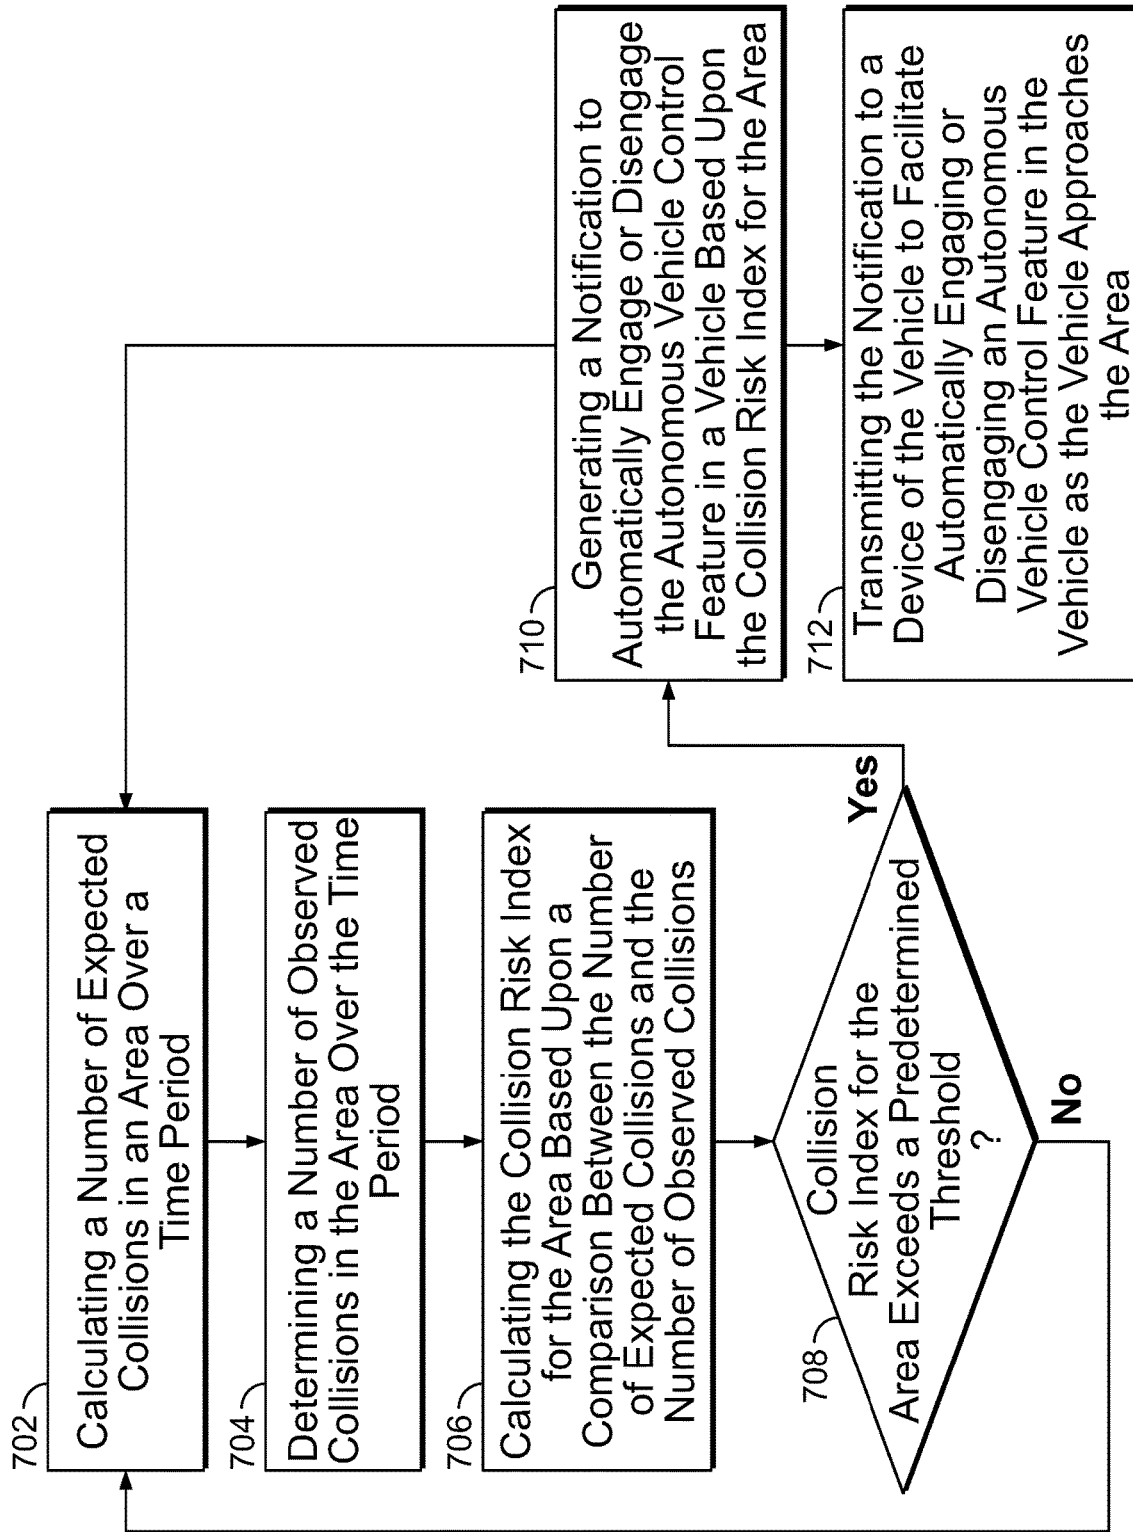 702
Calculating a Number of Expected
Collisions in an Area Over a
Time Period
704
Determining a Number of Observed
Collisions in the Area Over the Time
Period
706
Calculating the Collision Risk Index
for the Area Based Upon a
Comparison Between the Number
of Expected Collisions and the
Number of Observed Collisions
708
Collision
Risk Index for the
Area Exceeds a Predetermined
Threshold
?
Yes
No
710
Generating a Notification to
Automatically Engage or Disengage
the Autonomous Vehicle Control
Feature in a Vehicle Based Upon
the Collision Risk Index for the Area
712
Transmitting the Notification to a
Device of the Vehicle to Facilitate
Automatically Engaging or
Disengaging an Autonomous
Vehicle Control Feature in the
Vehicle as the Vehicle Approaches
the Area